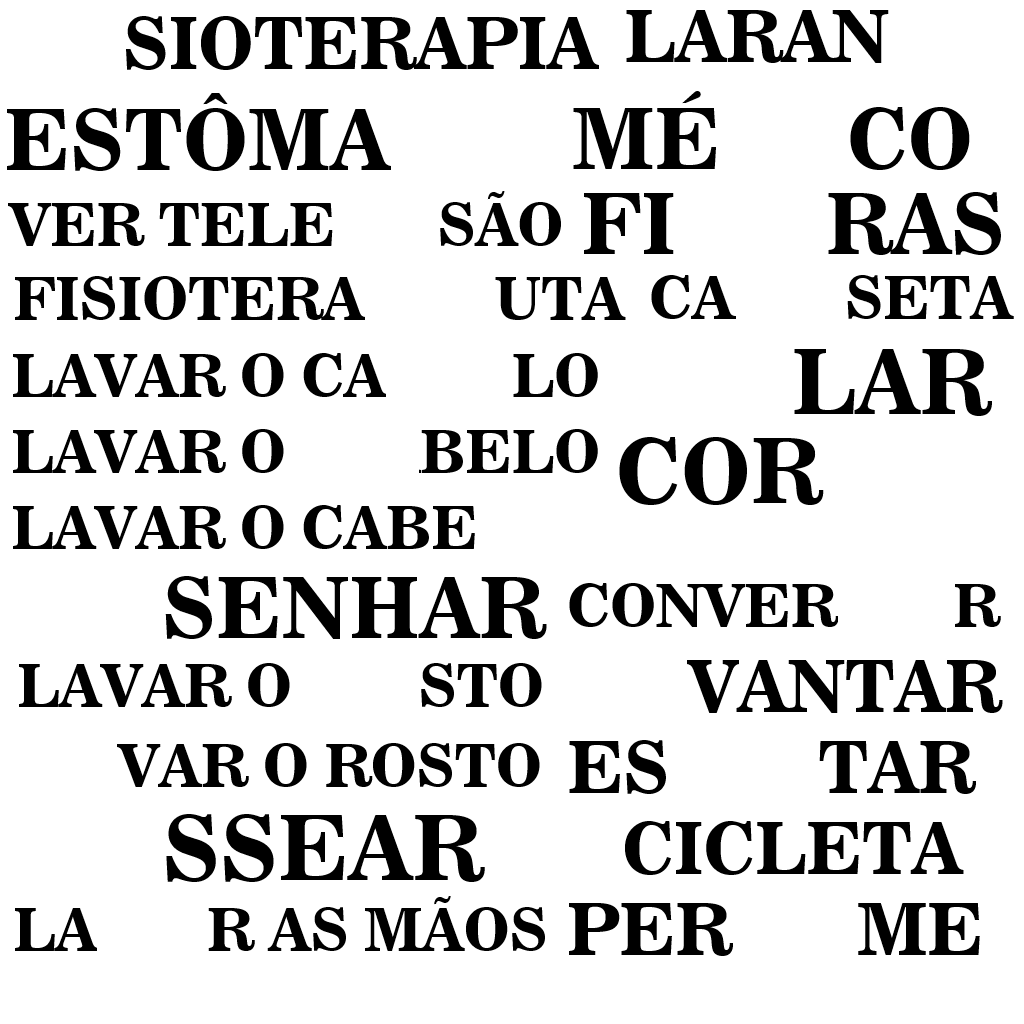 SIOTERAPIA LARAN
ESTÔMA MÉ CO
VER TELE SÃO FI RAS
FISIOTERA UTA CA SETA
LAVAR O CA LO LAR
LAVAR O BELO COR
LAVAR O CABE
SENHAR CONVER R
LAVAR O STO VANTAR
VAR O ROSTO ES TAR
SSEAR CICLETA
LA R AS MÃOS PER ME